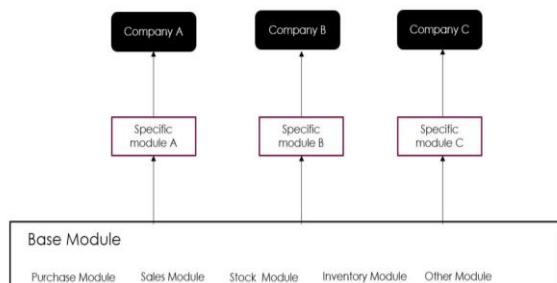 Company A
Company B
Company C
Specific
module A
Specific
module B
Specific
module C
Base Module
Purchase Module
Sales Module
Stock Module
Inventory Module
Other Module